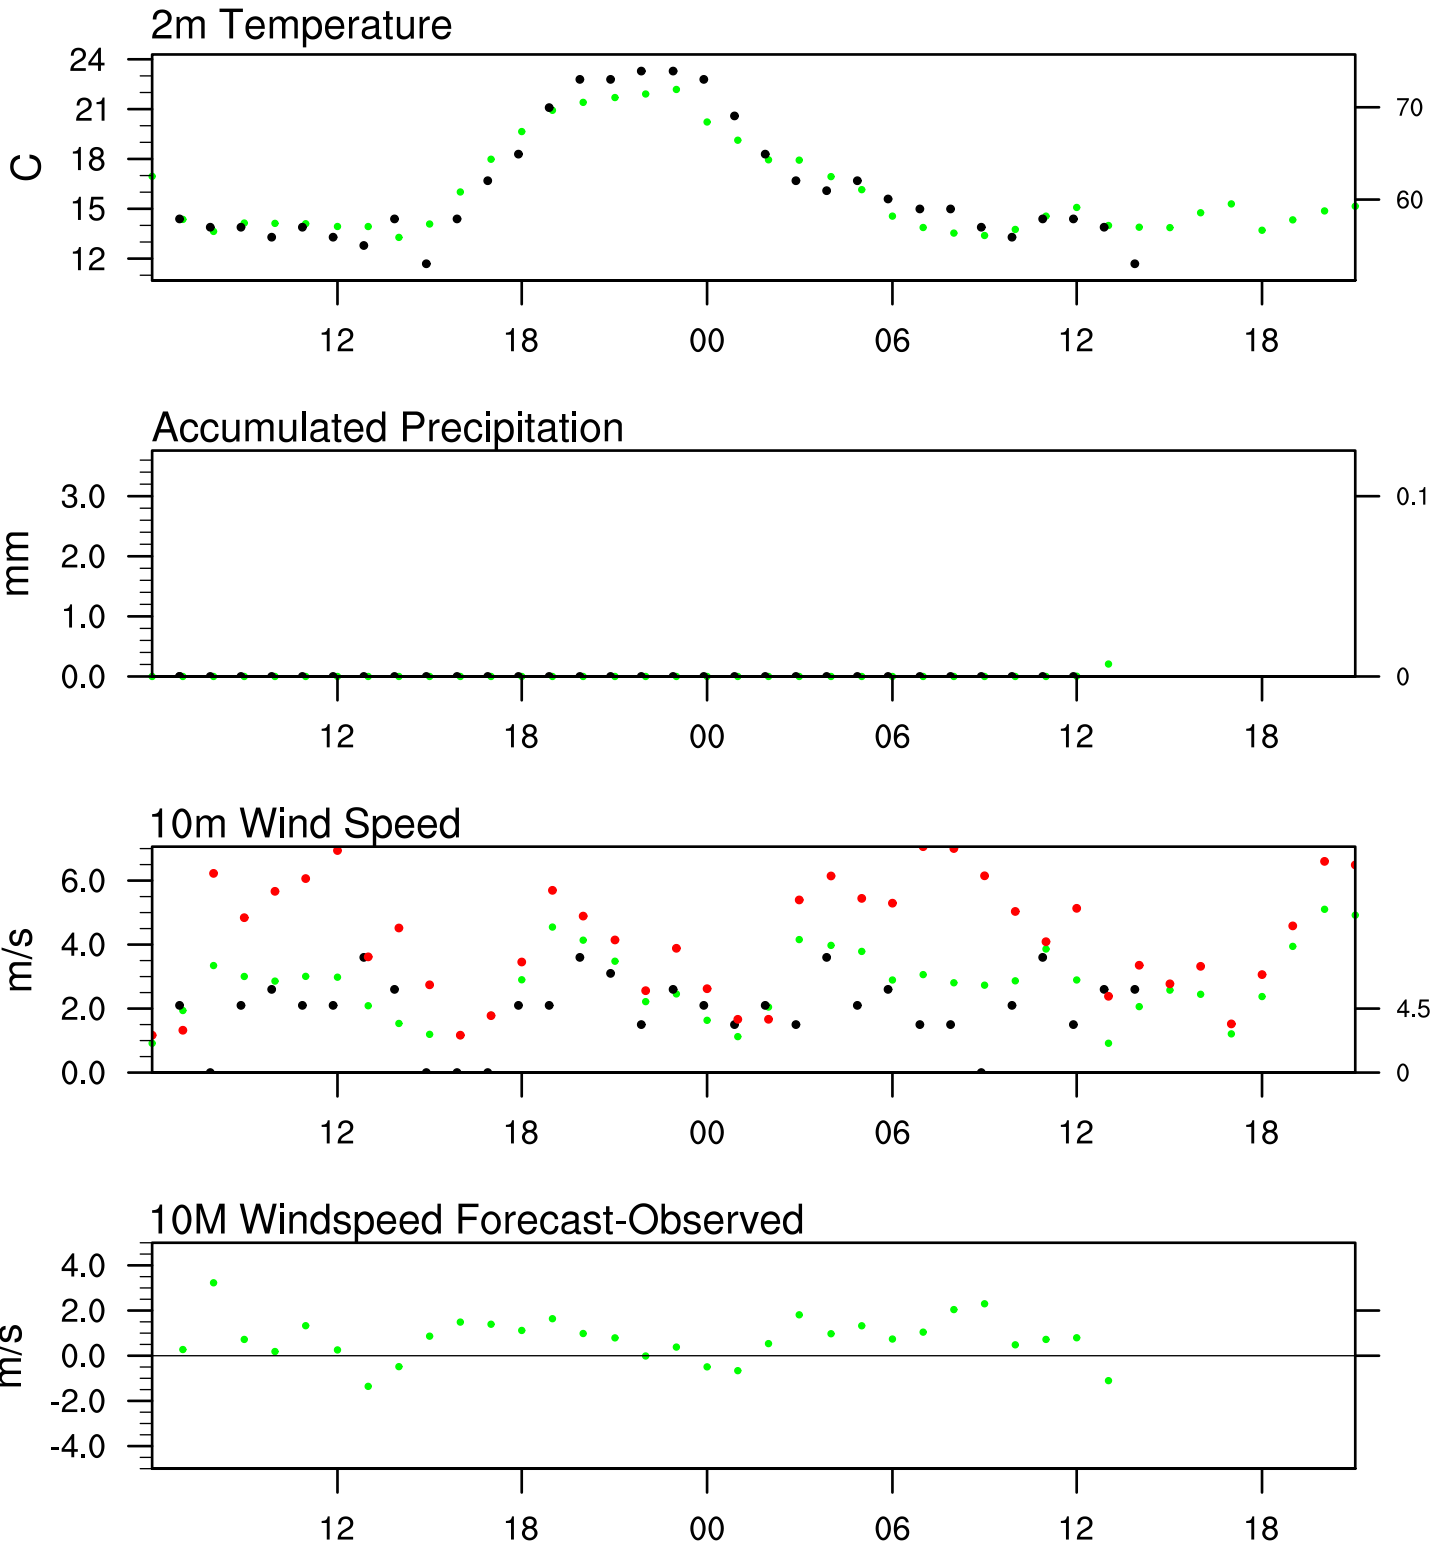 2m Temperature
24
21
18
15
12
C
70
60
12 18 00 06 12 18
Accumulated Precipitation
3.0
2.0
1.0
0.0
mm
0.1
0
12 18 00 06 12 18
10m Wind Speed
6.0
4.0
2.0
0.0
m/s
4.5
0
12 18 00 06 12 18
10M Windspeed Forecast-Observed
4.0
2.0
0.0
-2.0
-4.0
m/s
12 18 00 06 12 18